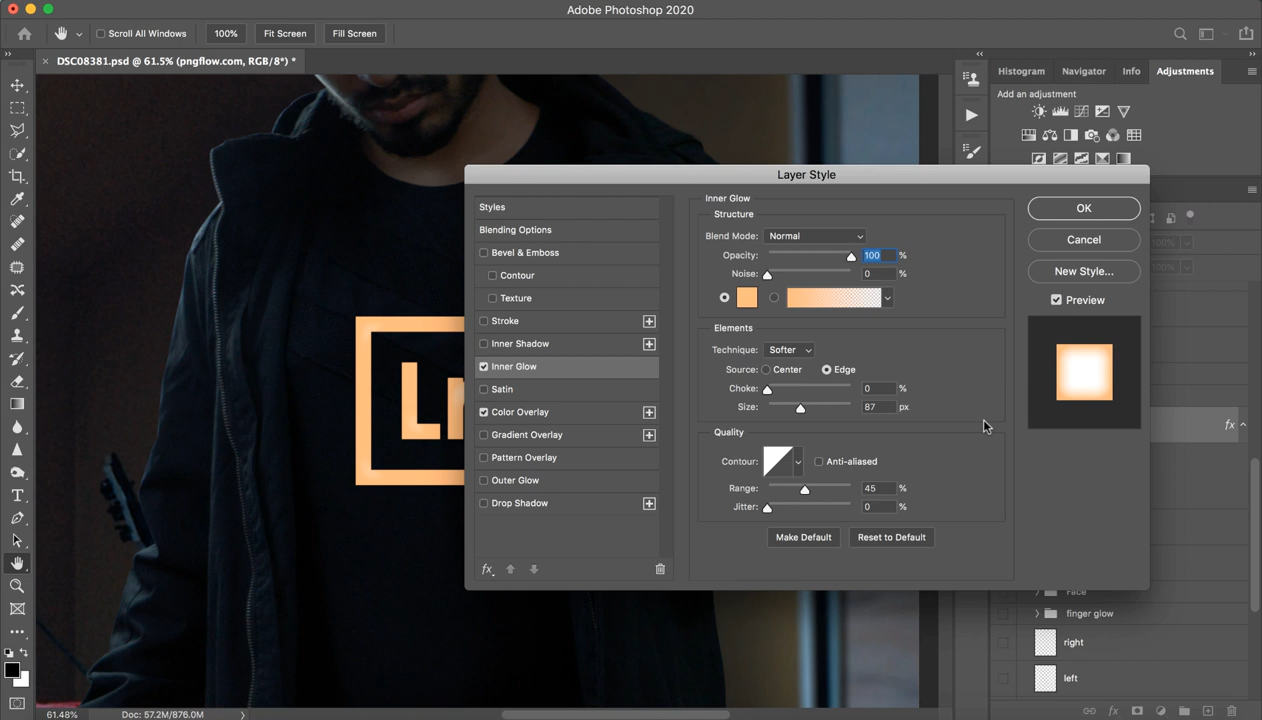 Adobe Photoshop 2020
Scroll All Windows
100%
Fit Screen
Fill Screen
DSC08381.psd @ 61.5% (pngflow.com, RGB/8*) *
Histogram
Navigator
Info
Adjustments
Add an adjustment
Layer Style
Styles
Blending Options
Bevel & Emboss
Contour
Texture
Stroke
Inner Shadow
Inner Glow
Satin
Color Overlay
Gradient Overlay
Pattern Overlay
Outer Glow
Drop Shadow
fx
Inner Glow
Structure
Blend Mode: Normal
Opacity: 100 %
Noise: 0 %
Elements
Technique: Softer
Source: Center Edge
Choke: 0 %
Size: 87 px
Quality
Contour: Anti-aliased
Range: 45 %
Jitter: 0 %
Make Default
Reset to Default
OK
Cancel
New Style...
Preview
100%
100%
fx
Face
finger glow
right
left
fx
61.48%
Doc: 57.2M/876.0M